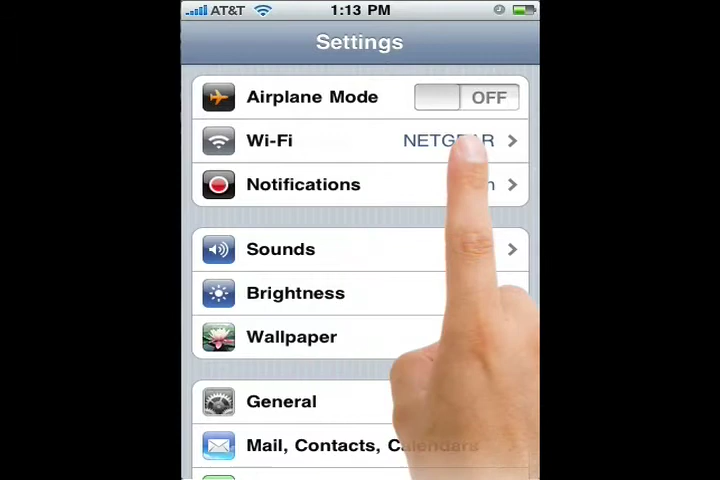 AT&T 1:13 PM
Settings
Airplane Mode OFF
Wi-Fi NETGEAR
Notifications
Sounds
Brightness
Wallpaper
General
Mail, Contacts, Calendars